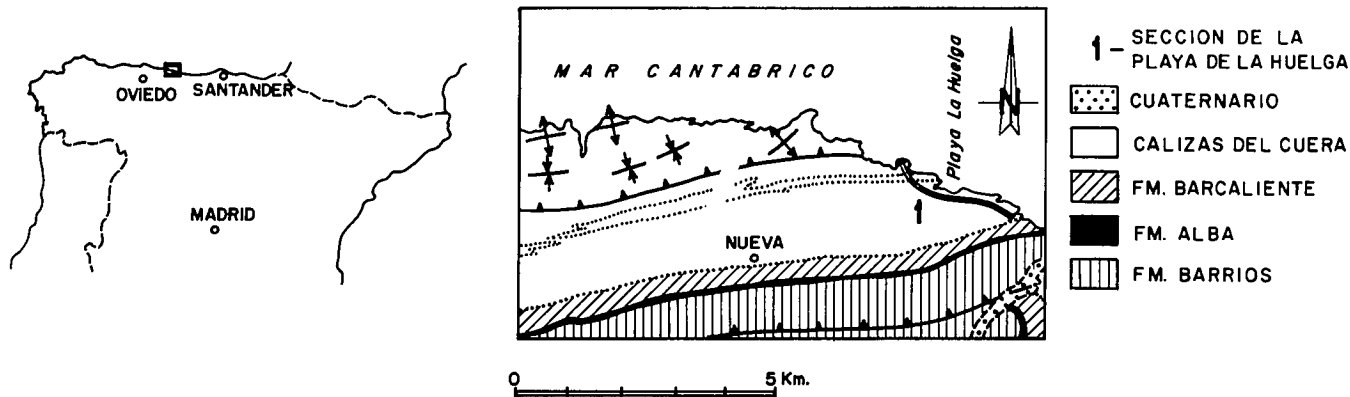 OVIEDO
SANTANDER
MADRID
MAR CANTABRICO
Playa La Huelga
N
1
NUEVA
0 5 Km.
1 – SECCION DE LA
PLAYA DE LA HUELGA
CUATERNARIO
CALIZAS DEL CUERA
FM. BARCALIENTE
FM. ALBA
FM. BARRIOS